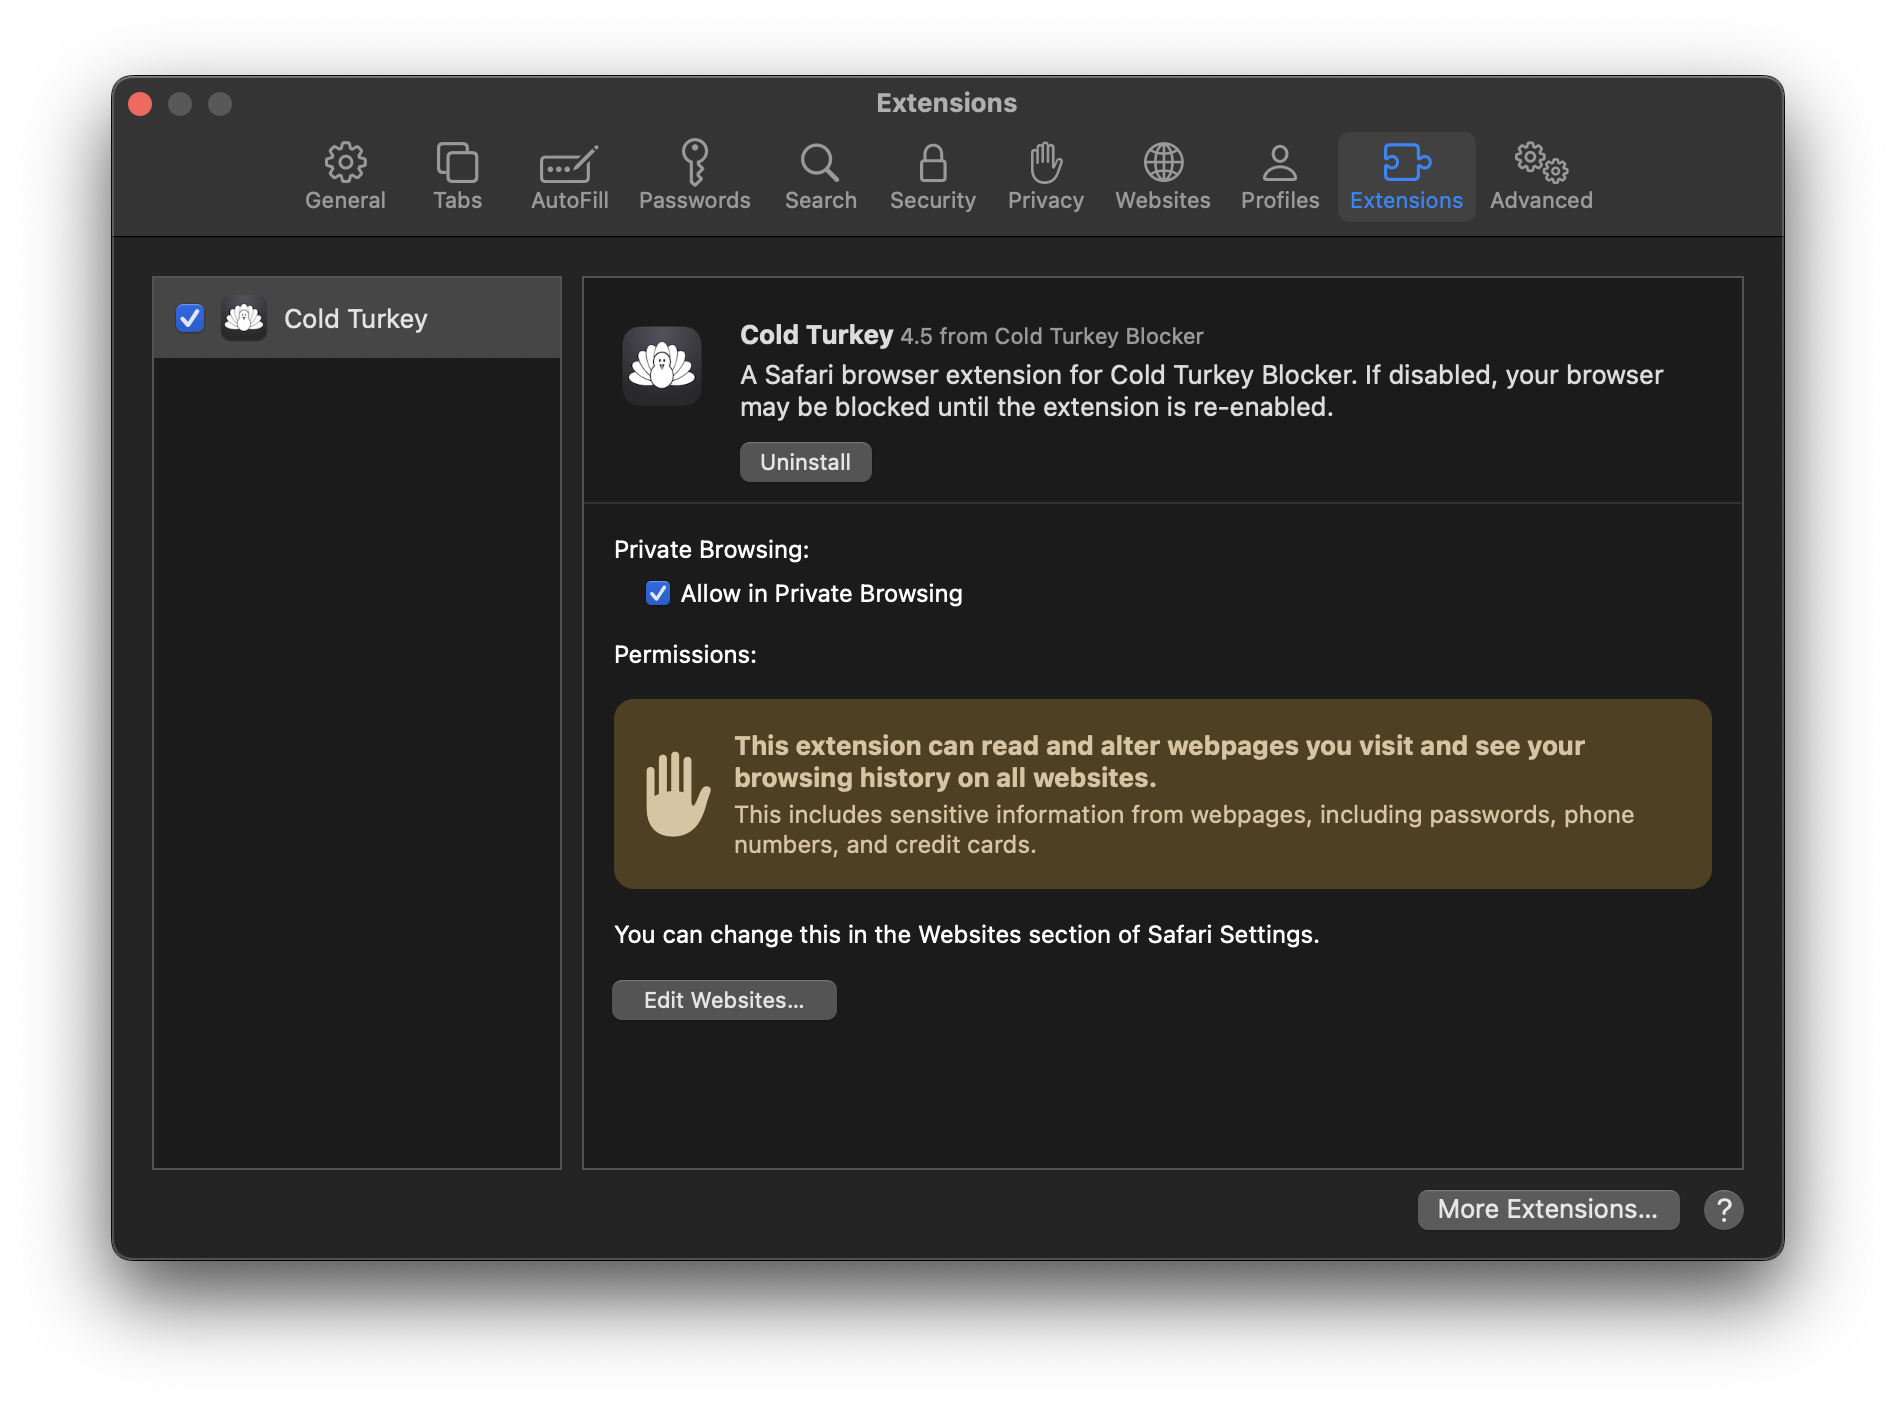 Extensions
General
Tabs
AutoFill
Passwords
Search
Security
Privacy
Websites
Profiles
Extensions
Advanced
Cold Turkey
Cold Turkey 4.5 from Cold Turkey Blocker
A Safari browser extension for Cold Turkey Blocker. If disabled, your browser
may be blocked until the extension is re-enabled.
Uninstall
Private Browsing:
Allow in Private Browsing
Permissions:
This extension can read and alter webpages you visit and see your
browsing history on all websites.
This includes sensitive information from webpages, including passwords, phone
numbers, and credit cards.
You can change this in the Websites section of Safari Settings.
Edit Websites...
More Extensions...
?